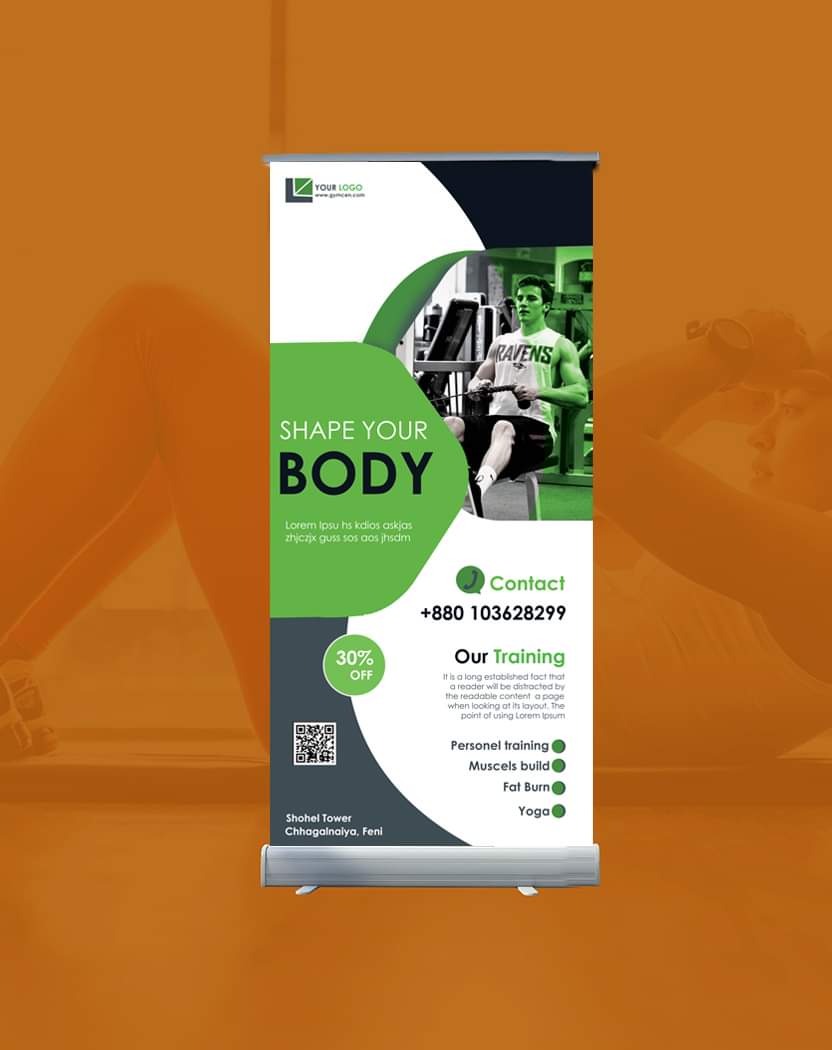 YOUR LOGO
www.gymcen.com
RAVENS
SHAPE YOUR
BODY
Lorem Ipsu hs kdios askjas
zhjczjx guss sos aos jhsdm
Contact
+880 103628299
30%
OFF
Our Training
It is a long established fact that
a reader will be distracted by
the readable content a page
when looking at its layout. The
point of using Lorem Ipsum
Personel training
Muscels build
Fat Burn
Yoga
Shohel Tower
Chhagalnaiya, Feni